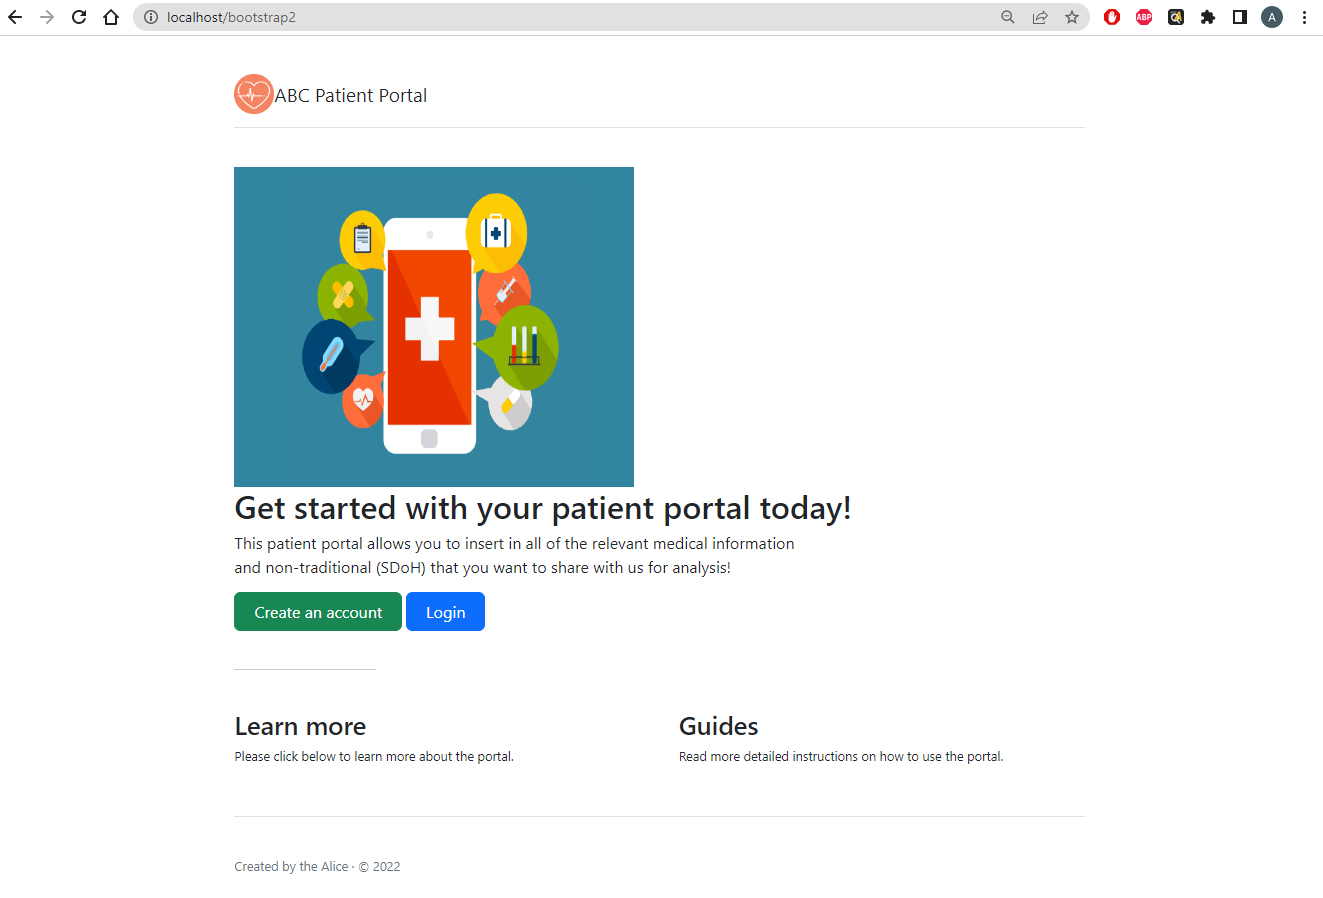 localhost/bootstrap2
ABP
A
ABC Patient Portal
Get started with your patient portal today!
This patient portal allows you to insert in all of the relevant medical information
and non-traditional (SDoH) that you want to share with us for analysis!
Create an account Login
Learn more
Please click below to learn more about the portal.
Guides
Read more detailed instructions on how to use the portal.
Created by the Alice · © 2022